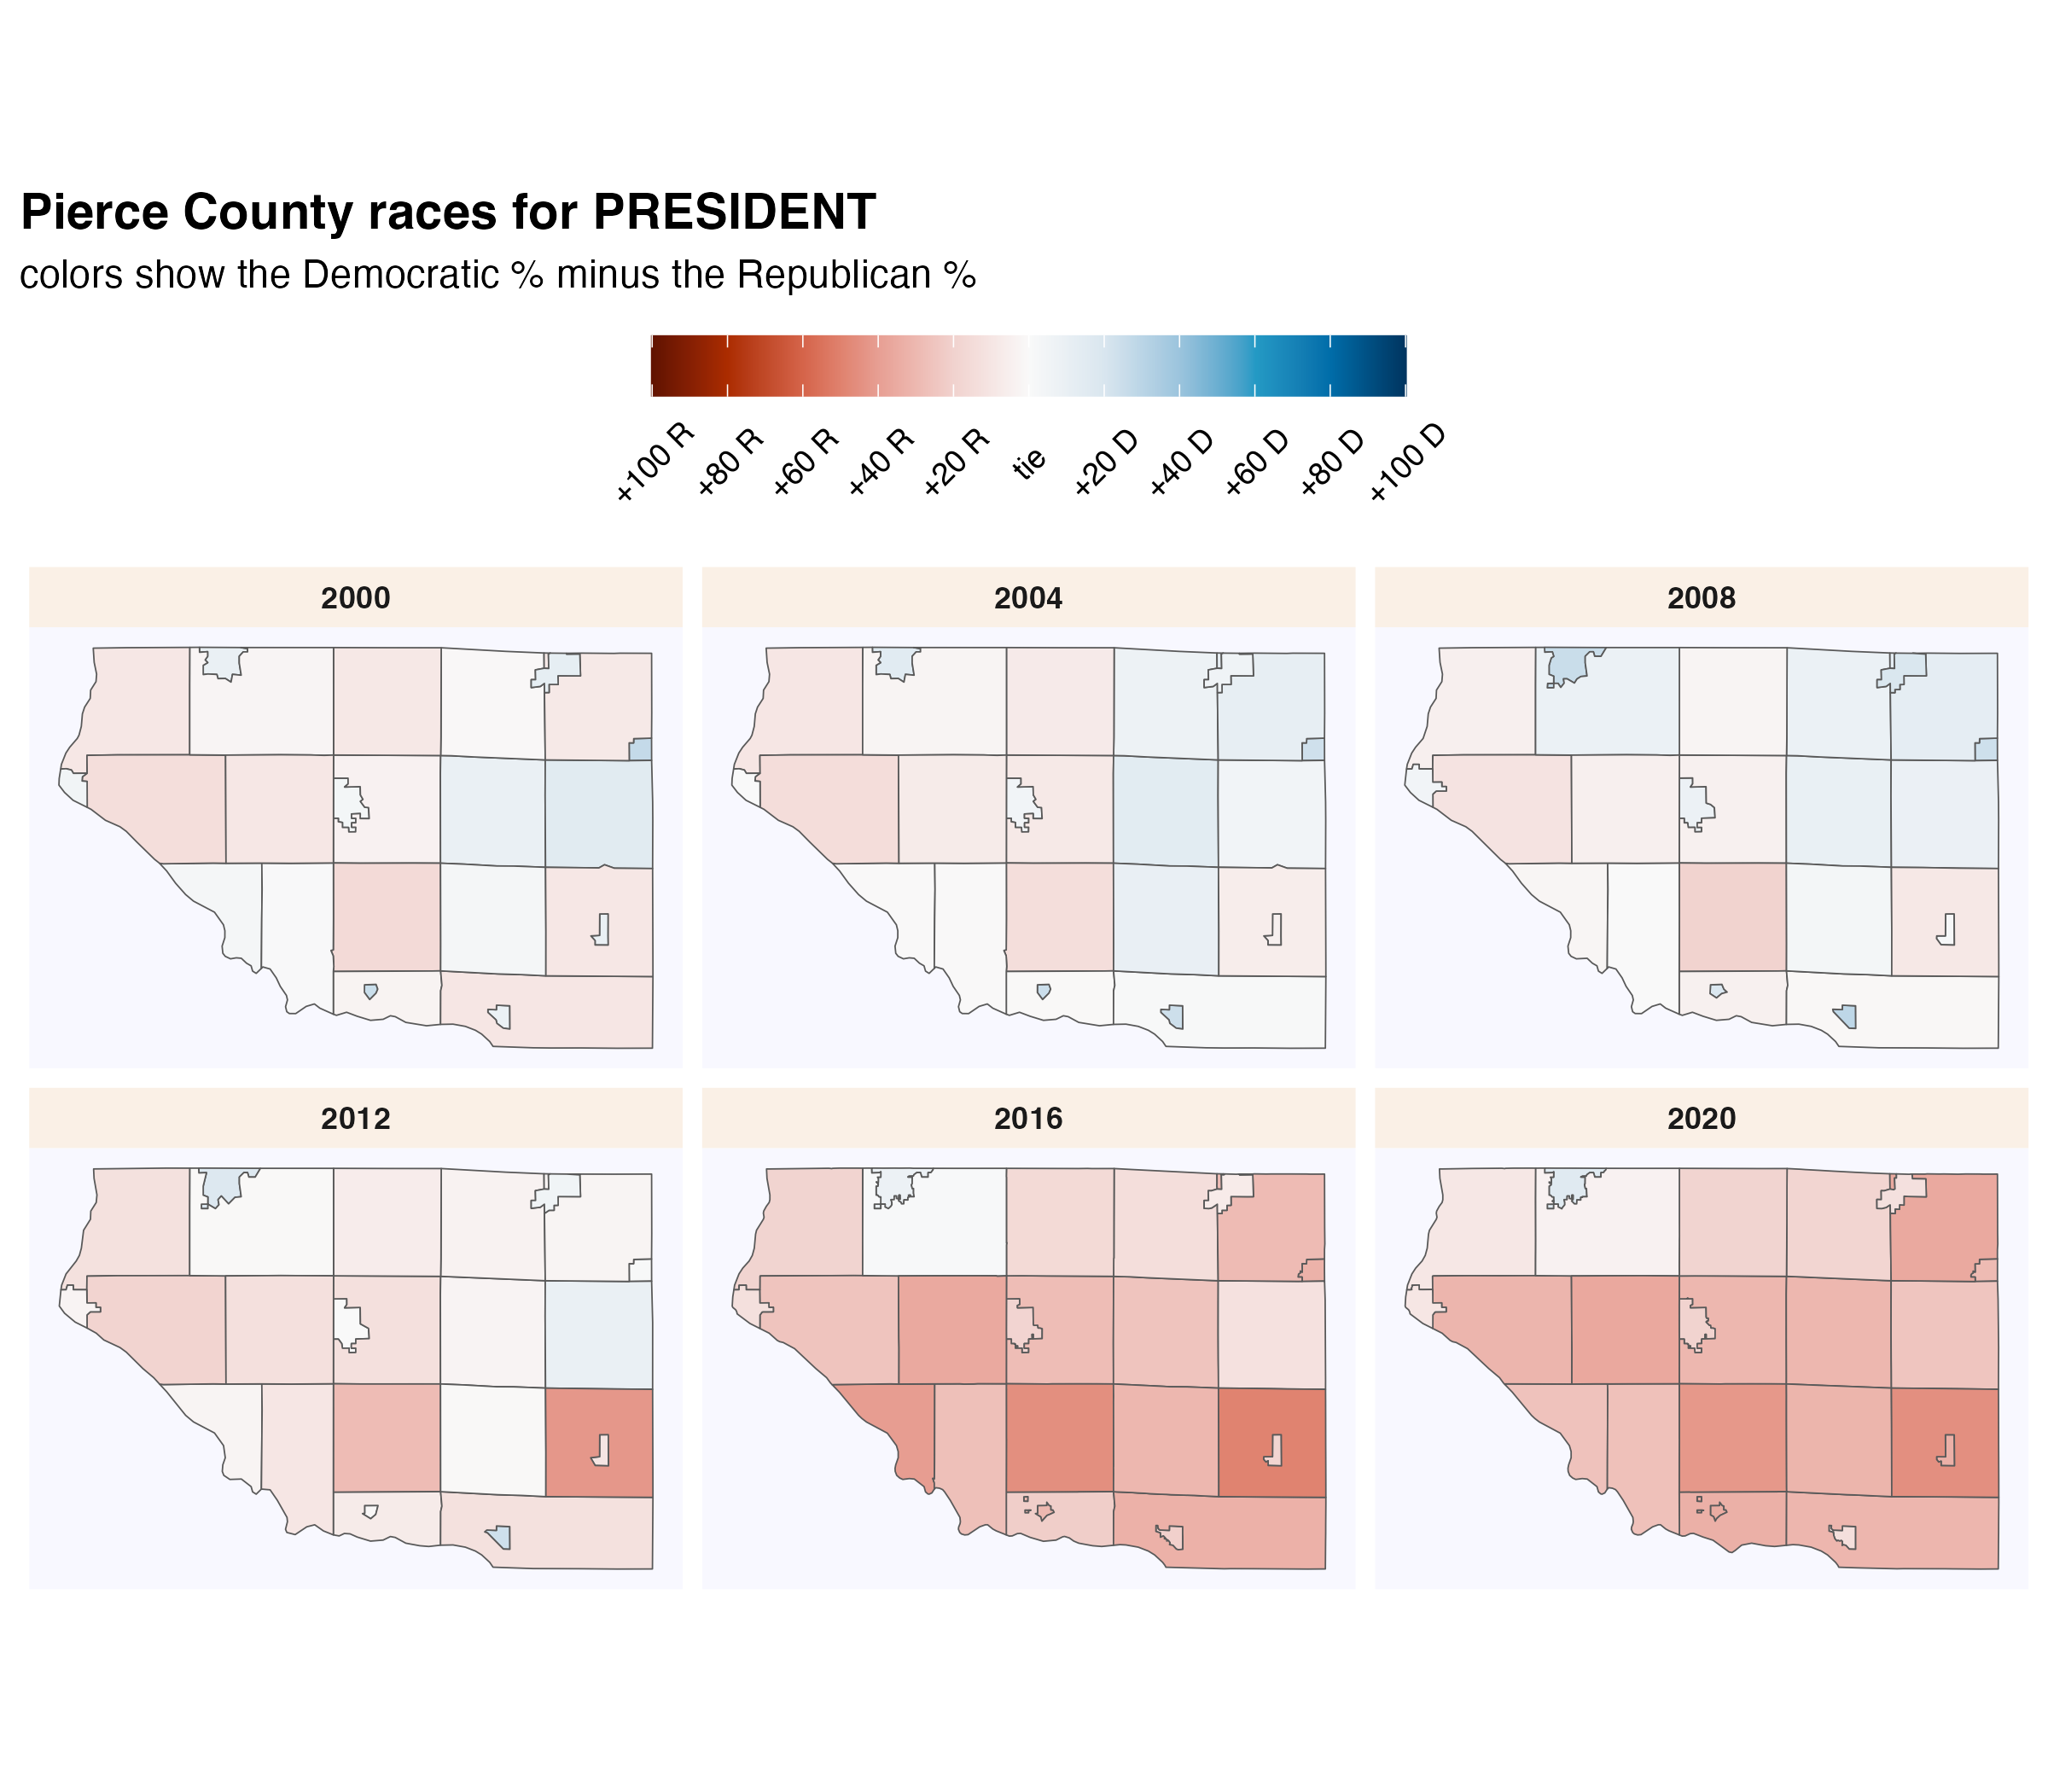 Pierce County races for PRESIDENT
colors show the Democratic % minus the Republican %
+100 R
+80 R
+60 R
+40 R
+20 R
tie
+20 D
+40 D
+60 D
+80 D
+100 D
2000
2004
2008
2012
2016
2020